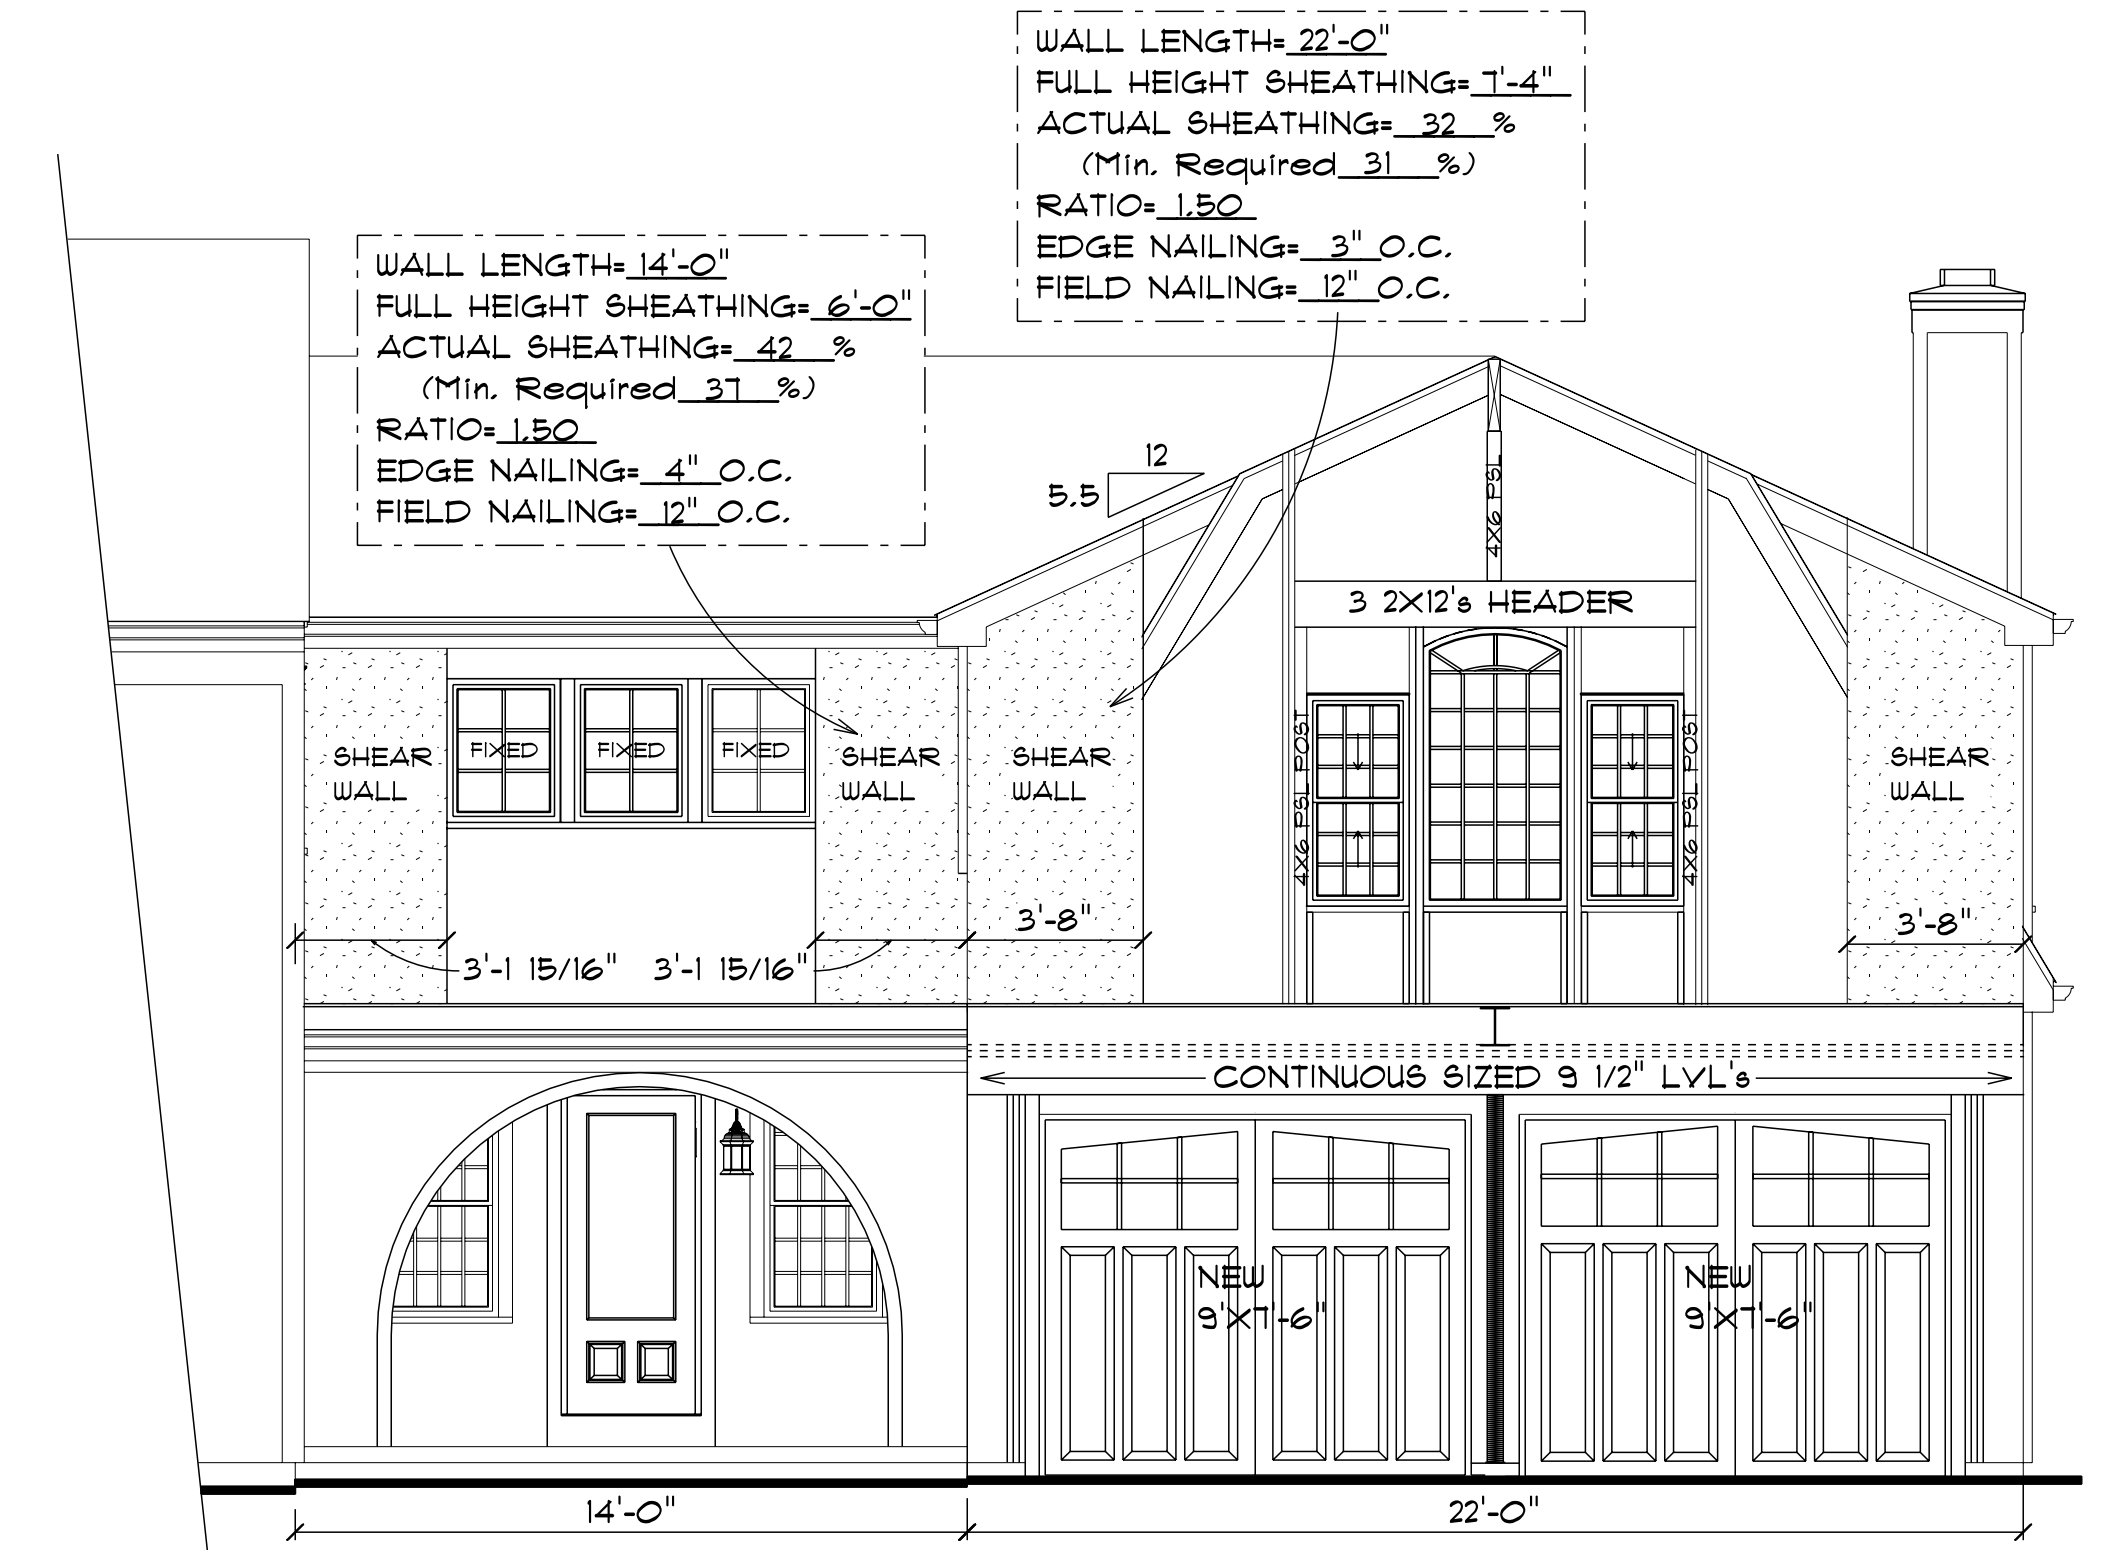 WALL LENGTH= 22'-0"
FULL HEIGHT SHEATHING= 7'-4"
ACTUAL SHEATHING= 32 %
(Min. Required 31 %)
RATIO= 1.50
EDGE NAILING= 3" O.C.
FIELD NAILING= 12" O.C.
WALL LENGTH= 14'-0"
FULL HEIGHT SHEATHING= 6'-0"
ACTUAL SHEATHING= 42 %
(Min. Required 37 %)
RATIO= 1.50
EDGE NAILING= 4" O.C.
FIELD NAILING= 12" O.C.
12
5.5
4X6 PSL
3 2X12's HEADER
SHEAR
WALL
FIXED
FIXED
FIXED
SHEAR
WALL
SHEAR
WALL
4X6 PSL POST
4X6 PSL POST
SHEAR
WALL
3'-8"
3'-8"
3'-1 15/16"
3'-1 15/16"
CONTINUOUS SIZED 9 1/2" LVL's
NEW
9'X7'-6"
NEW
9'X7'-6"
14'-0"
22'-0"